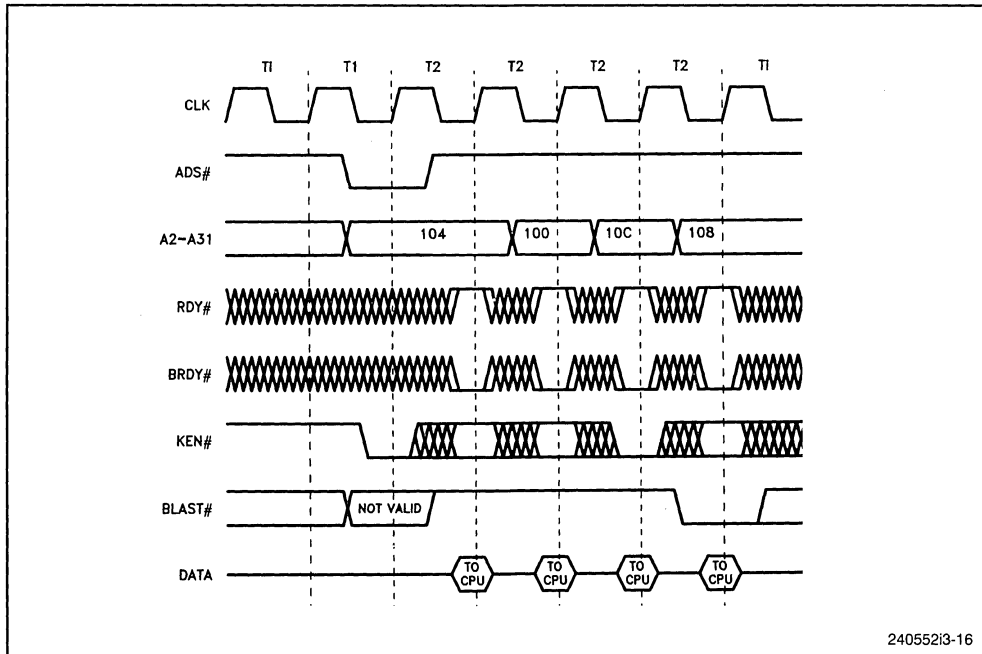 TI T1 T2 T2 T2 T2 TI
CLK
ADS#
A2–A31 104 100 10C 108
RDY#
BRDY#
KEN#
BLAST# NOT VALID
DATA TO CPU TO CPU TO CPU TO CPU
240552i3-16